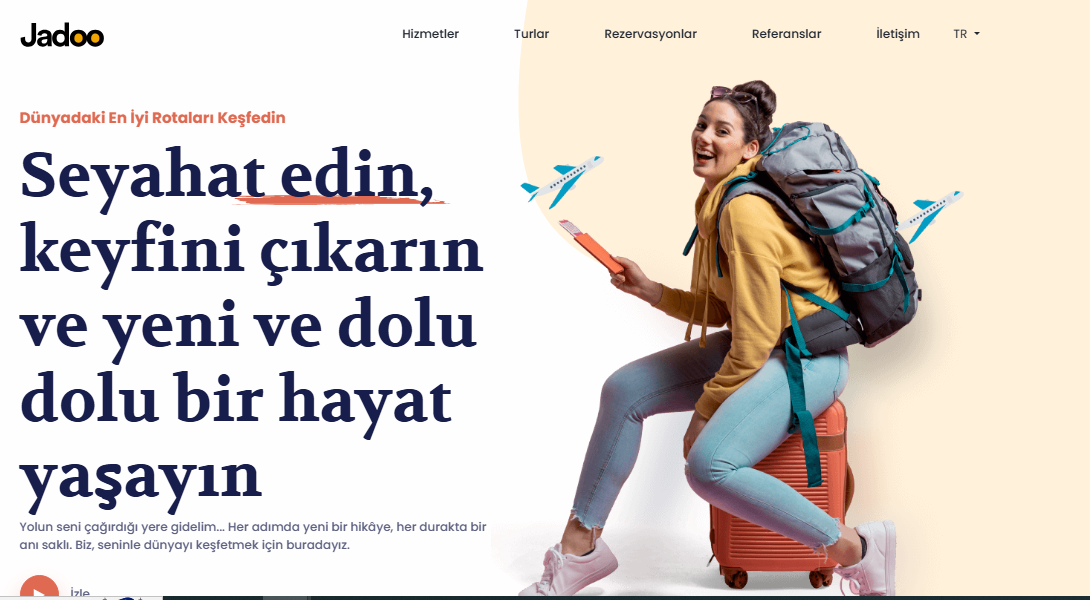 Jadoo
Hizmetler
Turlar
Rezervasyonlar
Referanslar
İletişim
TR
Dünyadaki En İyi Rotaları Keşfedin
Seyahat edin,
keyfini çıkarın
ve yeni ve dolu
dolu bir hayat
yaşayın
Yolun seni çağırdığı yere gidelim... Her adımda yeni bir hikâye, her durakta bir
anı saklı. Biz, seninle dünyayı keşfetmek için buradayız.
İzle